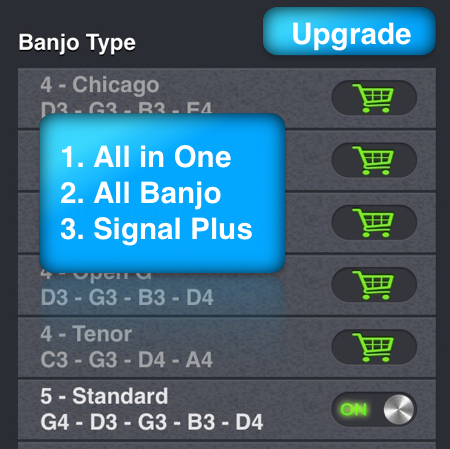 Banjo Type
Upgrade
4 - Chicago
D3 - G3 - B3 - E4
1. All in One
2. All Banjo
3. Signal Plus
4 - Open G
D3 - G3 - B3 - D4
4 - Tenor
C3 - G3 - D4 - A4
5 - Standard
G4 - D3 - G3 - B3 - D4
ON